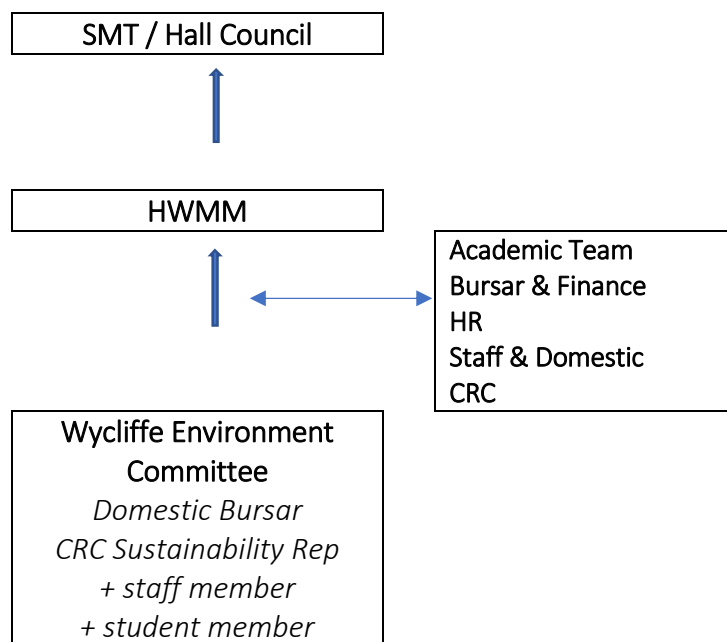 SMT / Hall Council
HWMM
Academic Team
Bursar & Finance
HR
Staff & Domestic
CRC
Wycliffe Environment
Committee
Domestic Bursar
CRC Sustainability Rep
+ staff member
+ student member